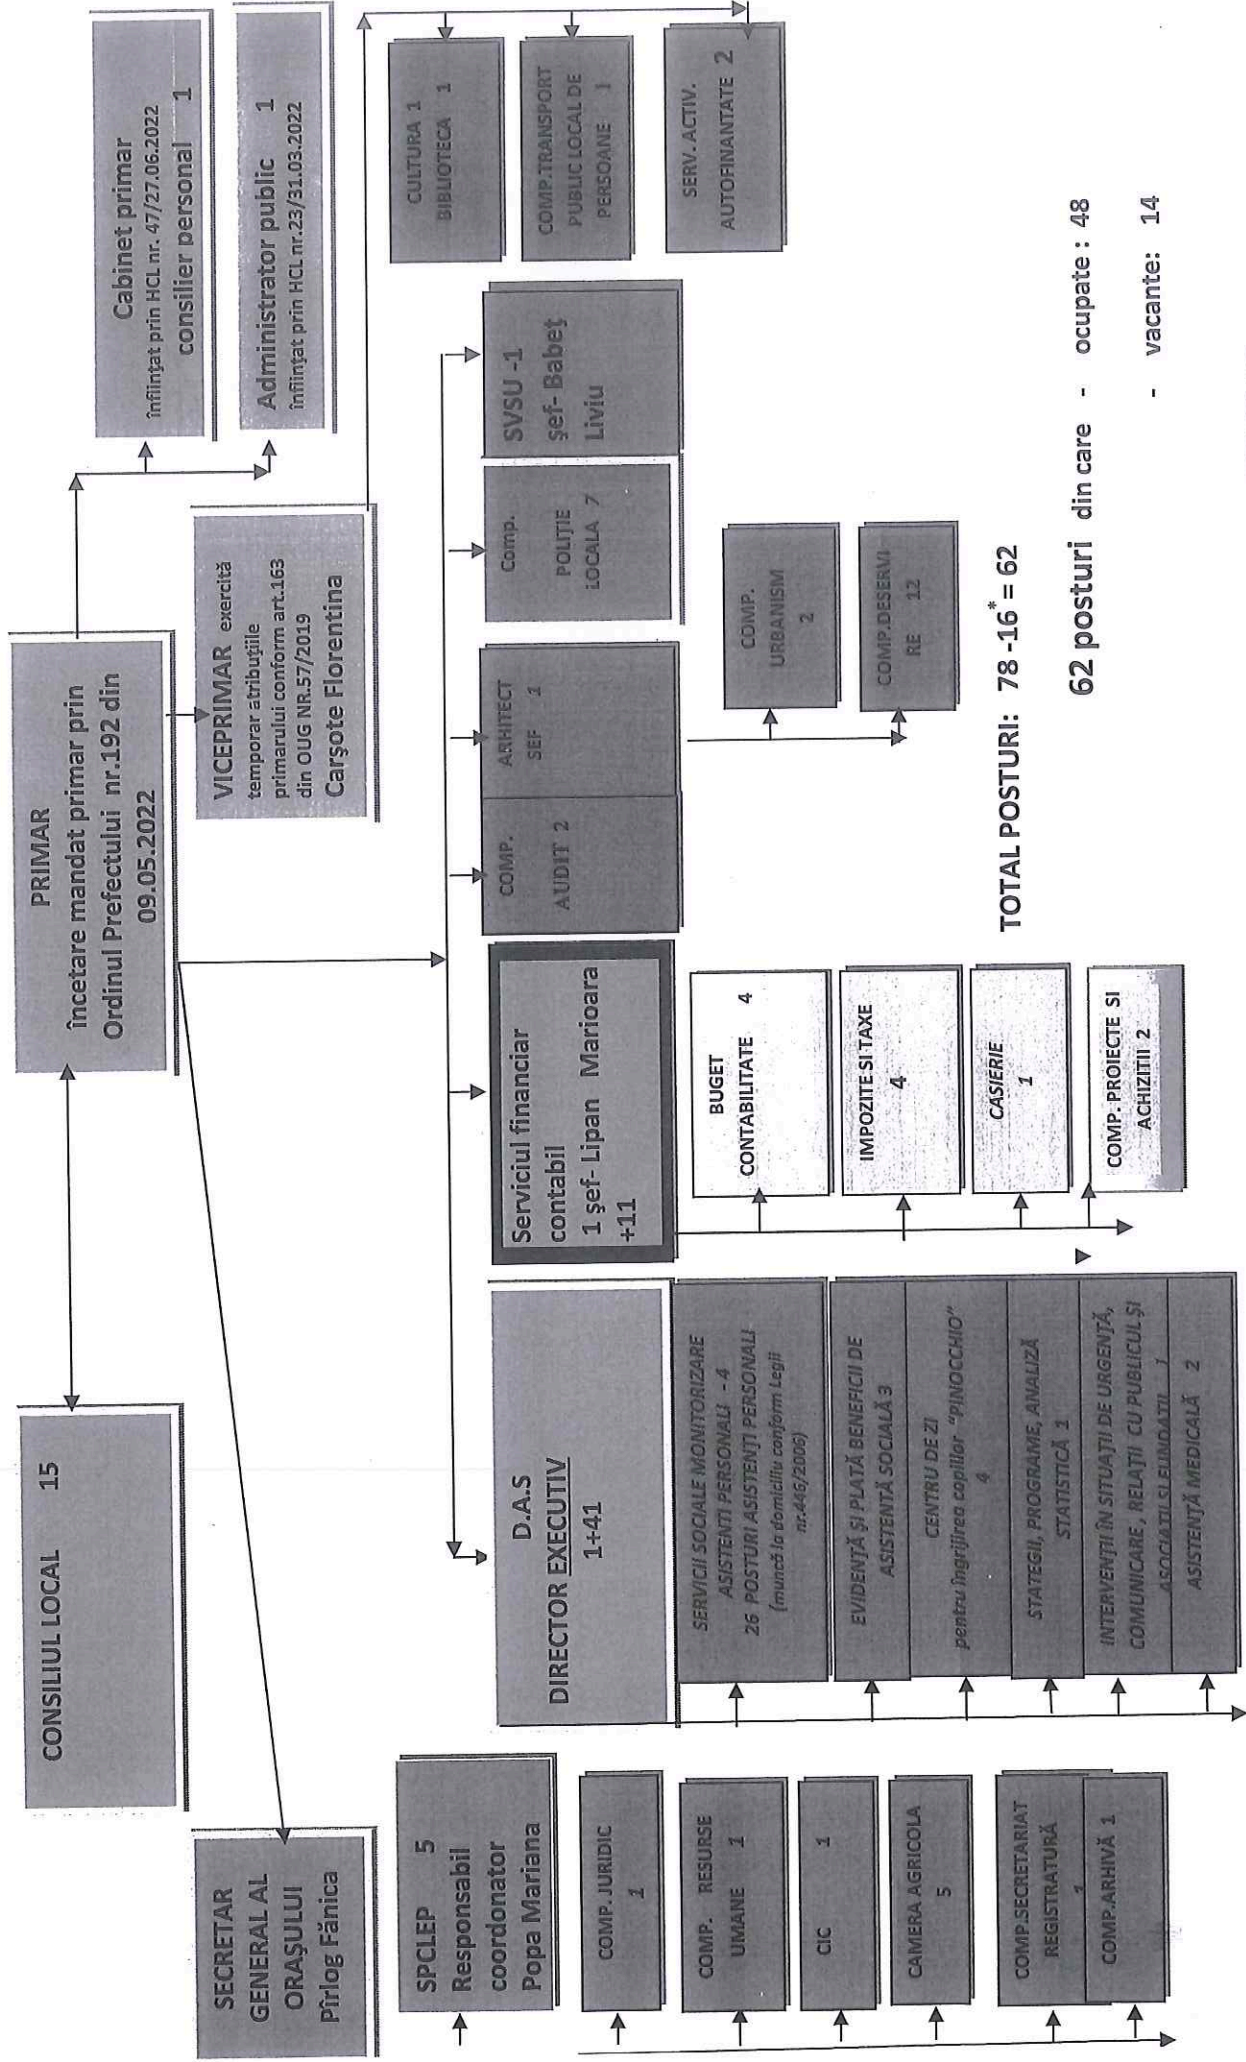 CONSILIUL LOCAL 15
PRIMAR
încetare mandat primar prin
Ordinul Prefectului nr.192 din
09.05.2022
Cabinet primar
înființat prin HCL nr. 47/27.06.2022
consilier personal 1
Administrator public 1
înființat prin HCL nr.23/31.03.2022
SECRETAR
GENERAL AL
ORAȘULUI
Pîrlog Fănica
VICEPRIMAR exercită
temporar atribuțiile
primarului conform art.163
din OUG NR.57/2019
Carșote Florentina
SPCLEP 5
Responsabil
coordonator
Popa Mariana
COMP. JURIDIC
1
COMP. RESURSE
UMANE 1
CIC 1
CAMERA AGRICOLA
5
COMP.SECRETARIAT
REGISTRATURĂ
COMP.ARHIVĂ 1
D.A.S
DIRECTOR EXECUTIV
1+41
SERVICII SOCIALE MONITORIZARE
ASISTENTI PERSONALI - 4
26 POSTURI ASISTENȚI PERSONALI
(muncă la domiciliu conform Legii
nr.446/2006)
EVIDENȚĂ ȘI PLATĂ BENEFICII DE
ASISTENTĂ SOCIALĂ 3
CENTRU DE ZI
pentru îngrijirea copiilor "PINOCCHIO"
4
STATEGII, PROGRAME, ANALIZĂ
STATISTICĂ 1
INTERVENȚII ÎN SITUAȚII DE URGENȚĂ,
COMUNICARE , RELAȚII CU PUBLICUL ȘI
ASOCIATII SI FUNDATII 1
ASISTENȚĂ MEDICALĂ 2
Serviciul financiar
contabil
1 șef- Lipan Marioara
+11
BUGET
CONTABILITATE 4
IMPOZITE SI TAXE
4
CASIERIE
1
COMP. PROIECTE SI
ACHIZITII 2
COMP.
AUDIT 2
ARHITECT
SEF 1
Comp.
POLIȚIE
LOCALA 7
SVSU -1
șef- Babeț
Liviu
COMP.
URBANISM
2
COMP.DESERVI
RE 12
CULTURA 1
BIBLIOTECA 1
COMP.TRANSPORT
PUBLIC LOCAL DE
PERSOANE 1
SERV. ACTIV.
AUTOFINANTATE 2
TOTAL POSTURI: 78 -16* = 62
62 posturi din care - ocupate : 48
- vacante: 14